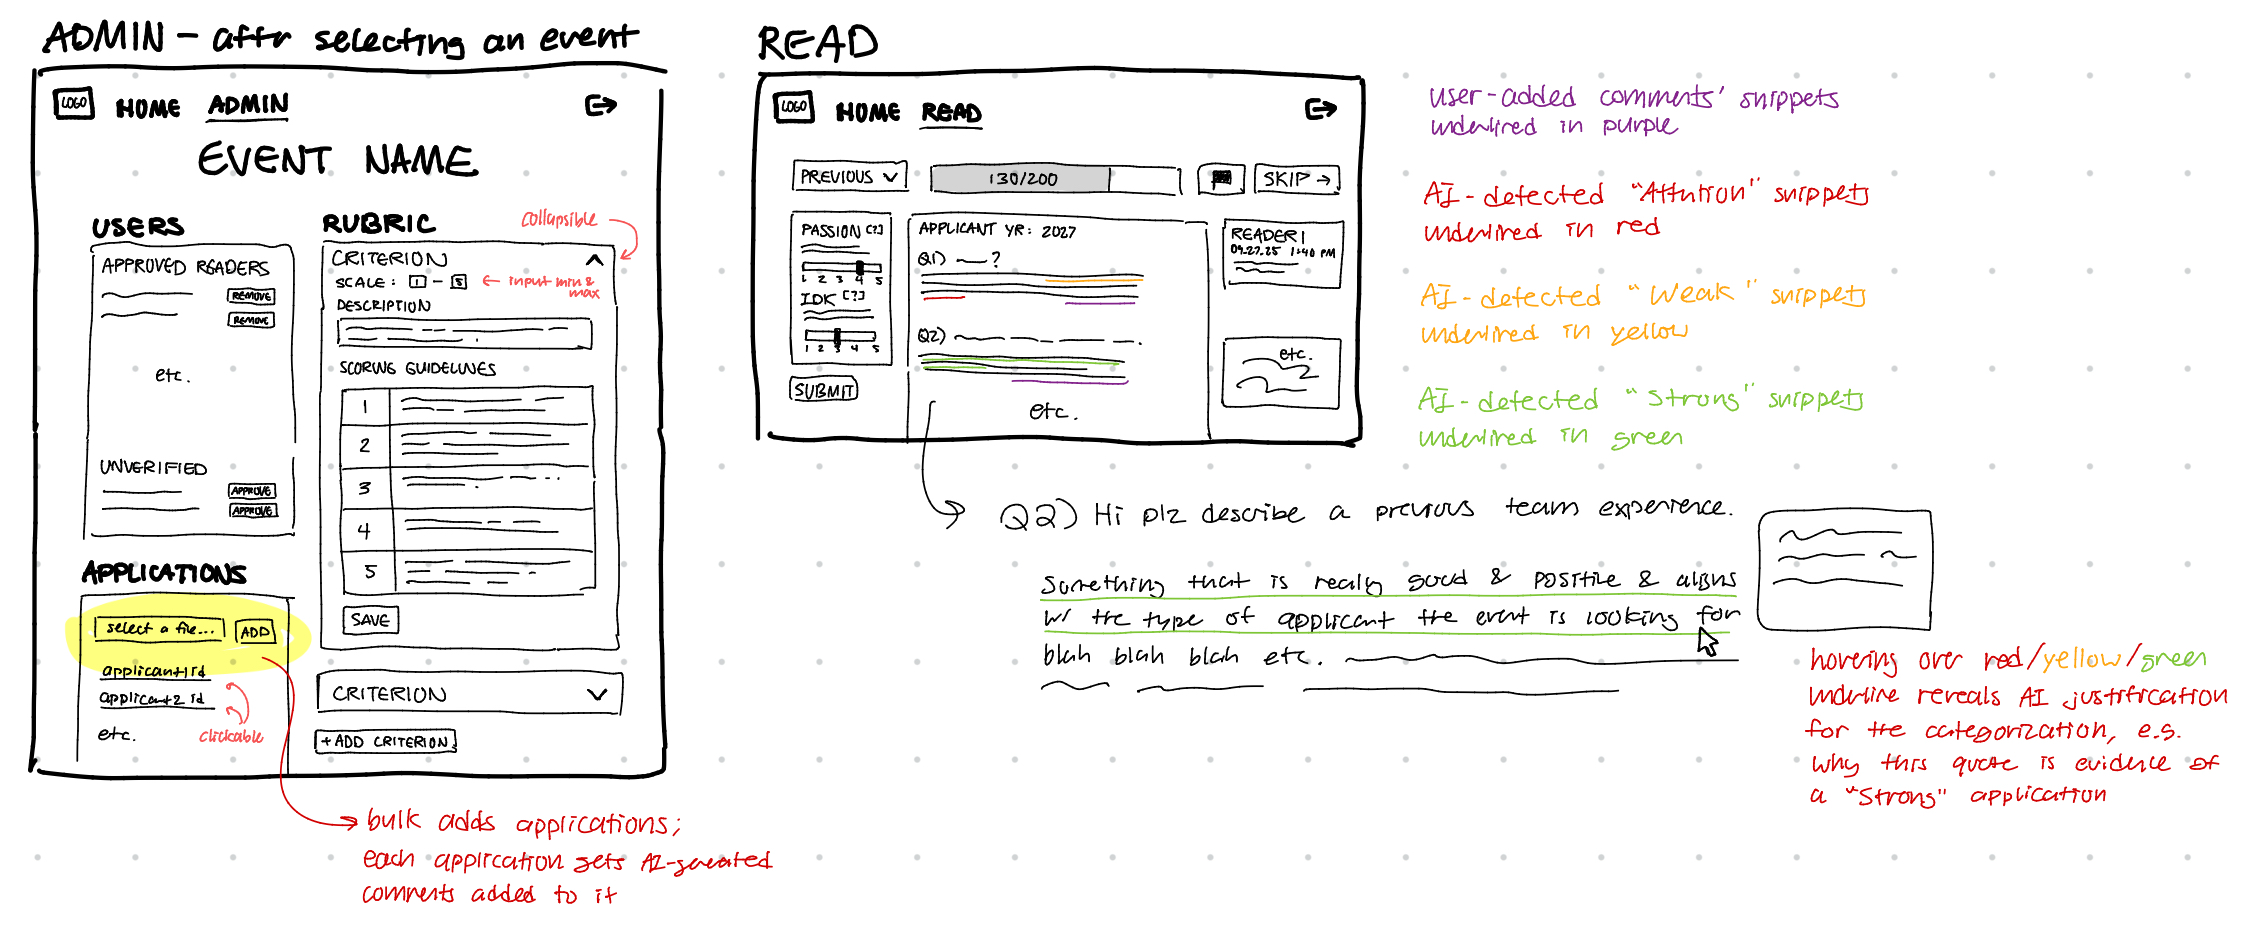 ADMIN - aftr selecting an event
LOGO HOME ADMIN
EVENT NAME
USERS
APPROVED READERS
REMOVE
REMOVE
etc.
UNVERIFIED
APPROVE
APPROVE
APPLICATIONS
select a file... ADD
applicant1 id
applicant2 id
etc.
clickable
RUBRIC
collapsible
CRITERION
SCALE: 1 - 5 ← input min & max
DESCRIPTION
SCORING GUIDELINES
1
2
3
4
5
SAVE
CRITERION
+ ADD CRITERION
bulk adds applications;
each application gets AI-generated
comments added to it
READ
LOGO HOME READ
PREVIOUS 130/200 SKIP →
PASSION [?]
1 2 3 4 5
IDK [?]
1 2 3 4 5
SUBMIT
APPLICANT YR: 2027
Q1) ?
Q2)
etc.
READER 1
09.27.25 1:40 PM
etc.
user-added comments' snippets
underlined in purple
AI-detected "Attention" snippets
underlined in red
AI-detected "Weak" snippets
underlined in yellow
AI-detected "Strong" snippets
underlined in green
Q2) Hi plz describe a previous team experience.
Something that is really good & positive & aligns
w/ the type of applicant the event is looking for
blah blah blah etc.
hovering over red/yellow/green
underline reveals AI justification
for the categorization, e.g.
why this quote is evidence of
a "Strong" application